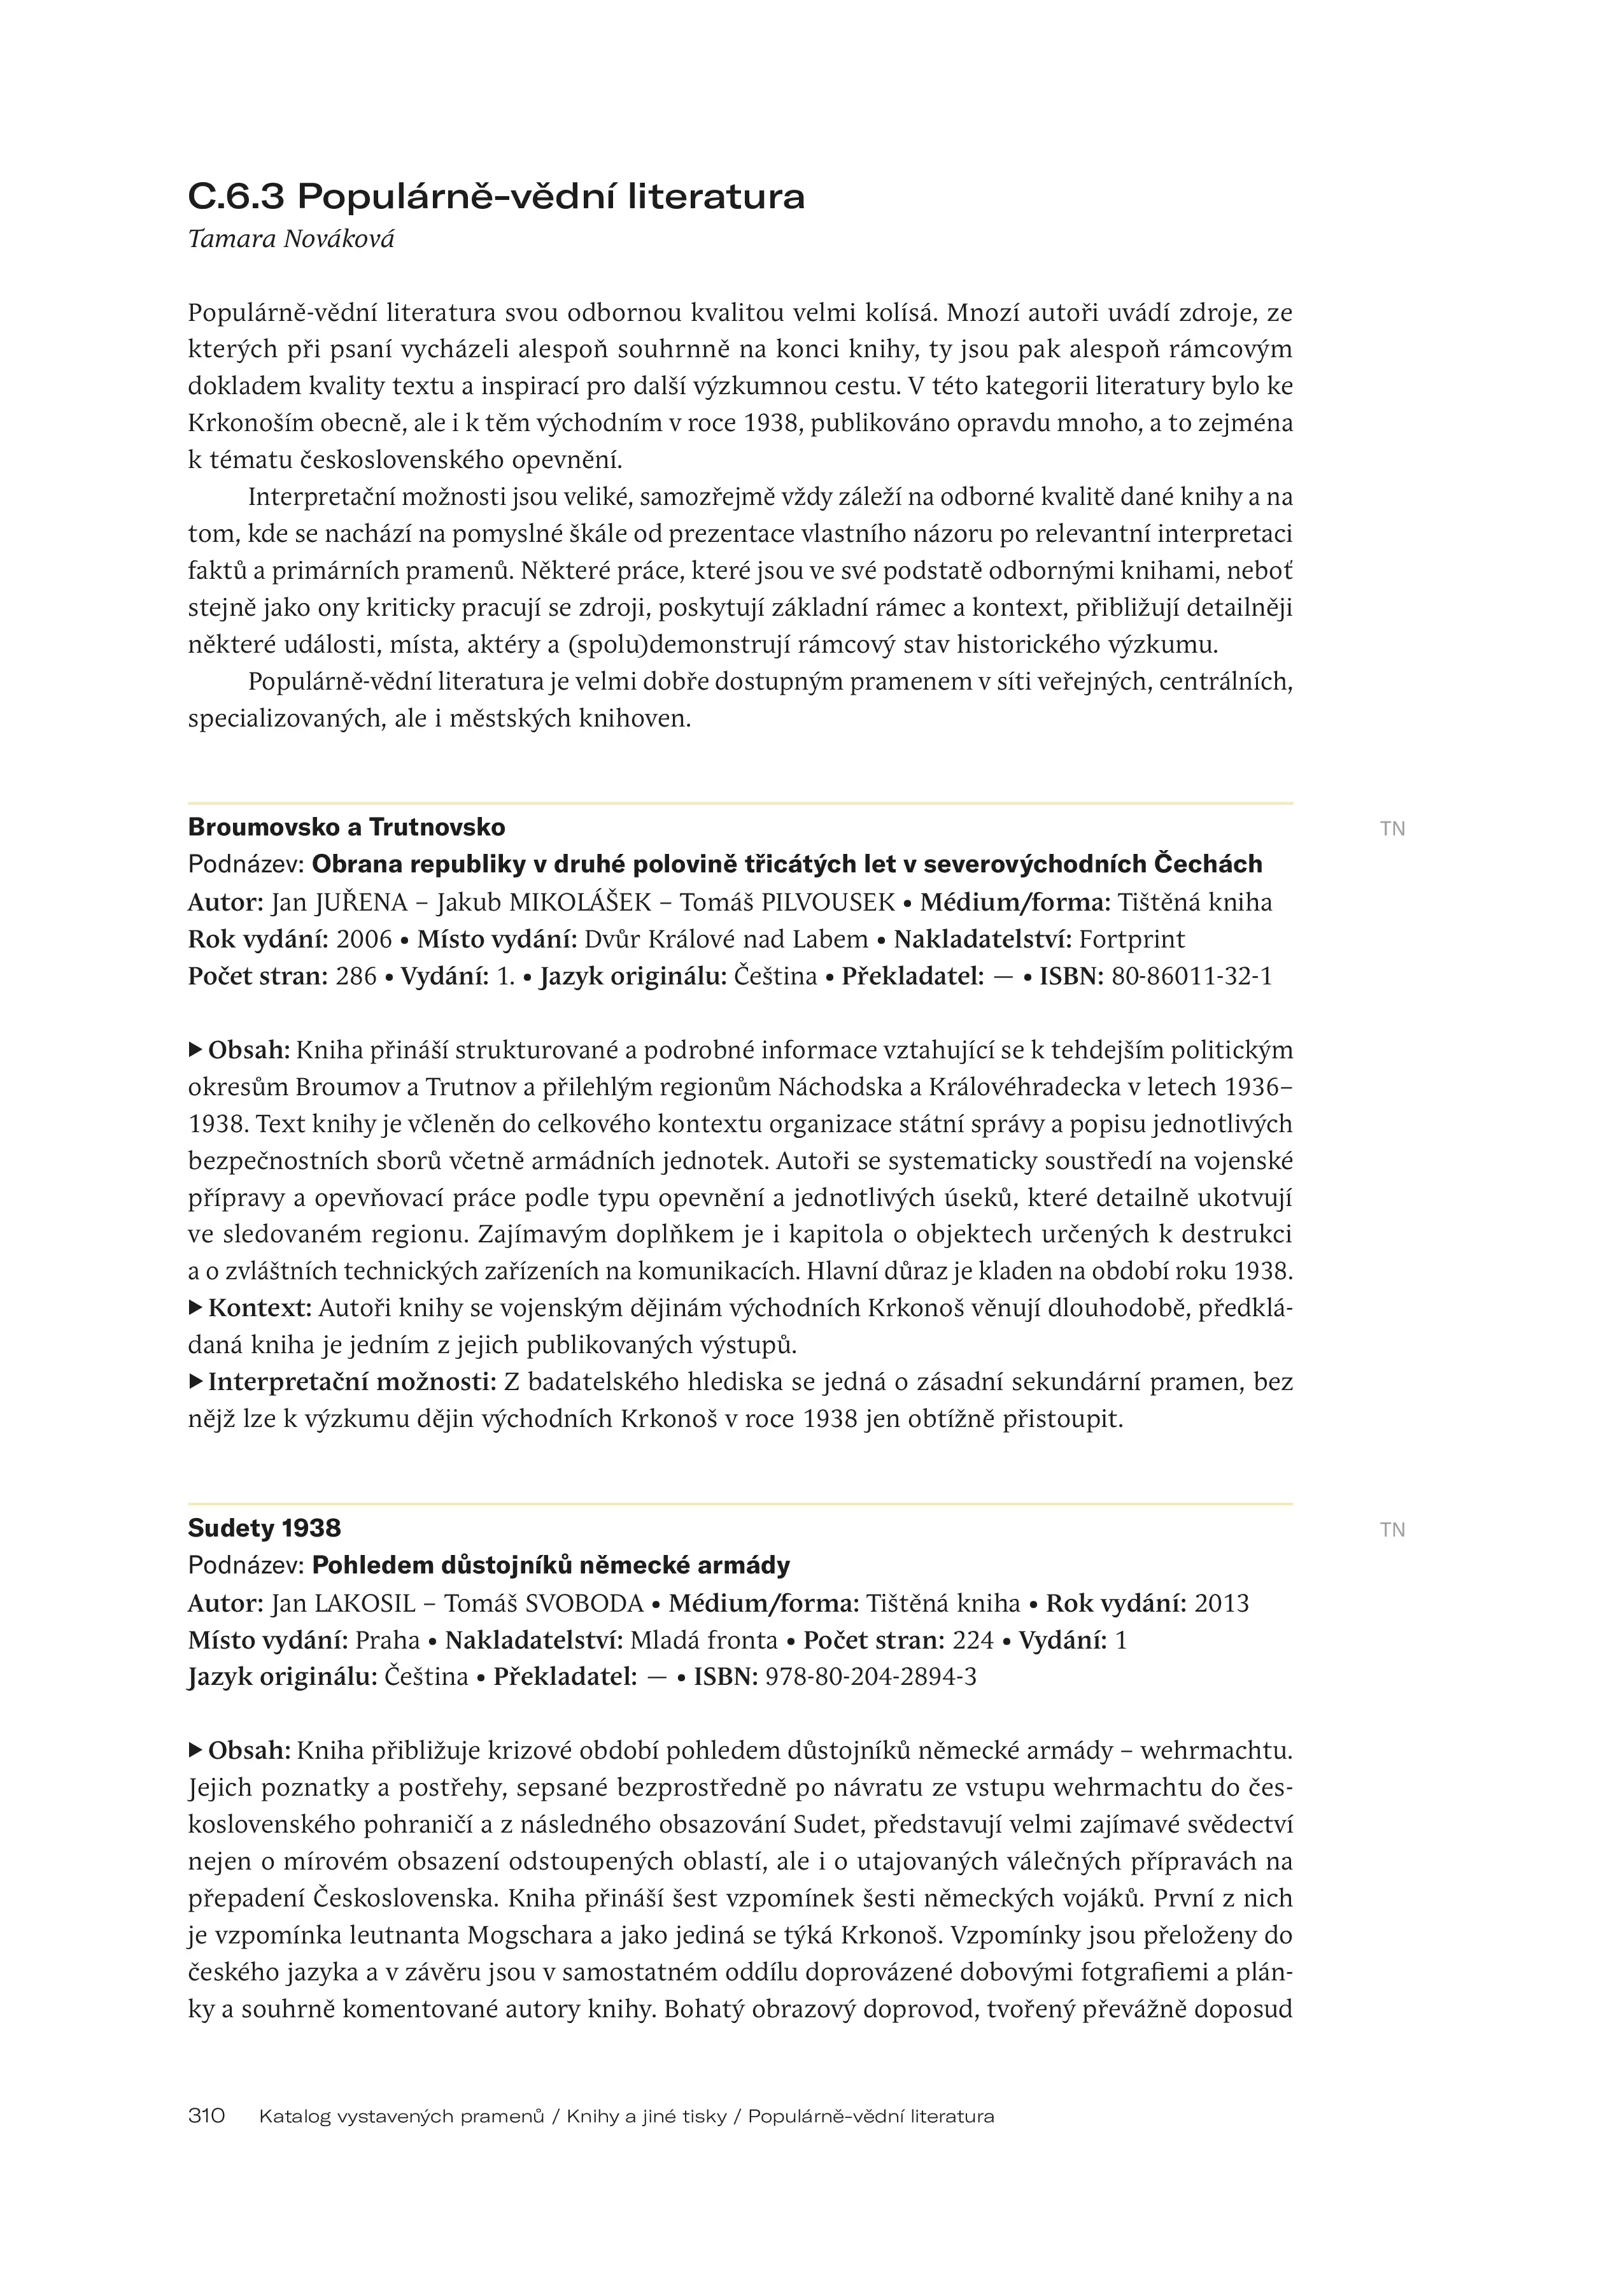 C.6.3 Populárně-vědní literatura
Tamara Nováková
Populárně-vědní literatura svou odbornou kvalitou velmi kolísá. Mnozí autoři uvádí zdroje, ze
kterých při psaní vycházeli alespoň souhrnně na konci knihy, ty jsou pak alespoň rámcovým
dokladem kvality textu a inspirací pro další výzkumnou cestu. V této kategorii literatury bylo ke
Krkonoším obecně, ale i k těm východním v roce 1938, publikováno opravdu mnoho, a to zejména
k tématu československého opevnění.
Interpretační možnosti jsou veliké, samozřejmě vždy záleží na odborné kvalitě dané knihy a na
tom, kde se nachází na pomyslné škále od prezentace vlastního názoru po relevantní interpretaci
faktů a primárních pramenů. Některé práce, které jsou ve své podstatě odbornými knihami, neboť
stejně jako ony kriticky pracují se zdroji, poskytují základní rámec a kontext, přibližují detailněji
některé události, místa, aktéry a (spolu)demonstrují rámcový stav historického výzkumu.
Populárně-vědní literatura je velmi dobře dostupným pramenem v síti veřejných, centrálních,
specializovaných, ale i městských knihoven.
Broumovsko a Trutnovsko TN
Podnázev: Obrana republiky v druhé polovině třicátých let v severovýchodních Čechách
Autor: Jan JUŘENA – Jakub MIKOLÁŠEK – Tomáš PILVOUSEK • Médium/forma: Tištěná kniha
Rok vydání: 2006 • Místo vydání: Dvůr Králové nad Labem • Nakladatelství: Fortprint
Počet stran: 286 • Vydání: 1. • Jazyk originálu: Čeština • Překladatel: — • ISBN: 80-86011-32-1
▶ Obsah: Kniha přináší strukturované a podrobné informace vztahující se k tehdejším politickým
okresům Broumov a Trutnov a přilehlým regionům Náchodska a Královéhradecka v letech 1936–
1938. Text knihy je včleněn do celkového kontextu organizace státní správy a popisu jednotlivých
bezpečnostních sborů včetně armádních jednotek. Autoři se systematicky soustředí na vojenské
přípravy a opevňovací práce podle typu opevnění a jednotlivých úseků, které detailně ukotvují
ve sledovaném regionu. Zajímavým doplňkem je i kapitola o objektech určených k destrukci
a o zvláštních technických zařízeních na komunikacích. Hlavní důraz je kladen na období roku 1938.
▶ Kontext: Autoři knihy se vojenským dějinám východních Krkonoš věnují dlouhodobě, předklá-
daná kniha je jedním z jejich publikovaných výstupů.
▶ Interpretační možnosti: Z badatelského hlediska se jedná o zásadní sekundární pramen, bez
nějž lze k výzkumu dějin východních Krkonoš v roce 1938 jen obtížně přistoupit.
Sudety 1938 TN
Podnázev: Pohledem důstojníků německé armády
Autor: Jan LAKOSIL – Tomáš SVOBODA • Médium/forma: Tištěná kniha • Rok vydání: 2013
Místo vydání: Praha • Nakladatelství: Mladá fronta • Počet stran: 224 • Vydání: 1
Jazyk originálu: Čeština • Překladatel: — • ISBN: 978-80-204-2894-3
▶ Obsah: Kniha přibližuje krizové období pohledem důstojníků německé armády – wehrmachtu.
Jejich poznatky a postřehy, sepsané bezprostředně po návratu ze vstupu wehrmachtu do čes-
koslovenského pohraničí a z následného obsazování Sudet, představují velmi zajímavé svědectví
nejen o mírovém obsazení odstoupených oblastí, ale i o utajovaných válečných přípravách na
přepadení Československa. Kniha přináší šest vzpomínek šesti německých vojáků. První z nich
je vzpomínka leutnanta Mogschara a jako jediná se týká Krkonoš. Vzpomínky jsou přeloženy do
českého jazyka a v závěru jsou v samostatném oddílu doprovázené dobovými fotgrafiemi a plán-
ky a souhrně komentované autory knihy. Bohatý obrazový doprovod, tvořený převážně doposud
310 Katalog vystavených pramenů / Knihy a jiné tisky / Populárně-vědní literatura